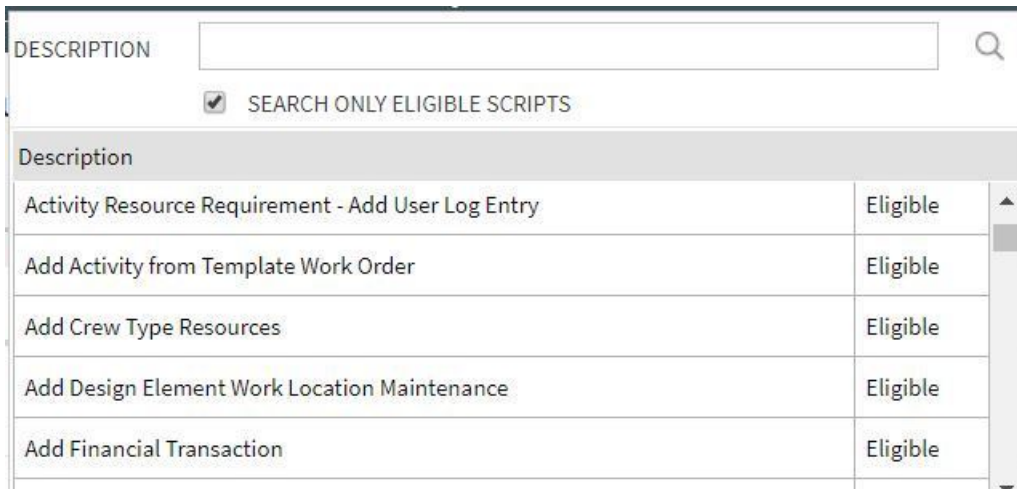 DESCRIPTION
SEARCH ONLY ELIGIBLE SCRIPTS
Description
Activity Resource Requirement - Add User Log Entry Eligible
Add Activity from Template Work Order Eligible
Add Crew Type Resources Eligible
Add Design Element Work Location Maintenance Eligible
Add Financial Transaction Eligible